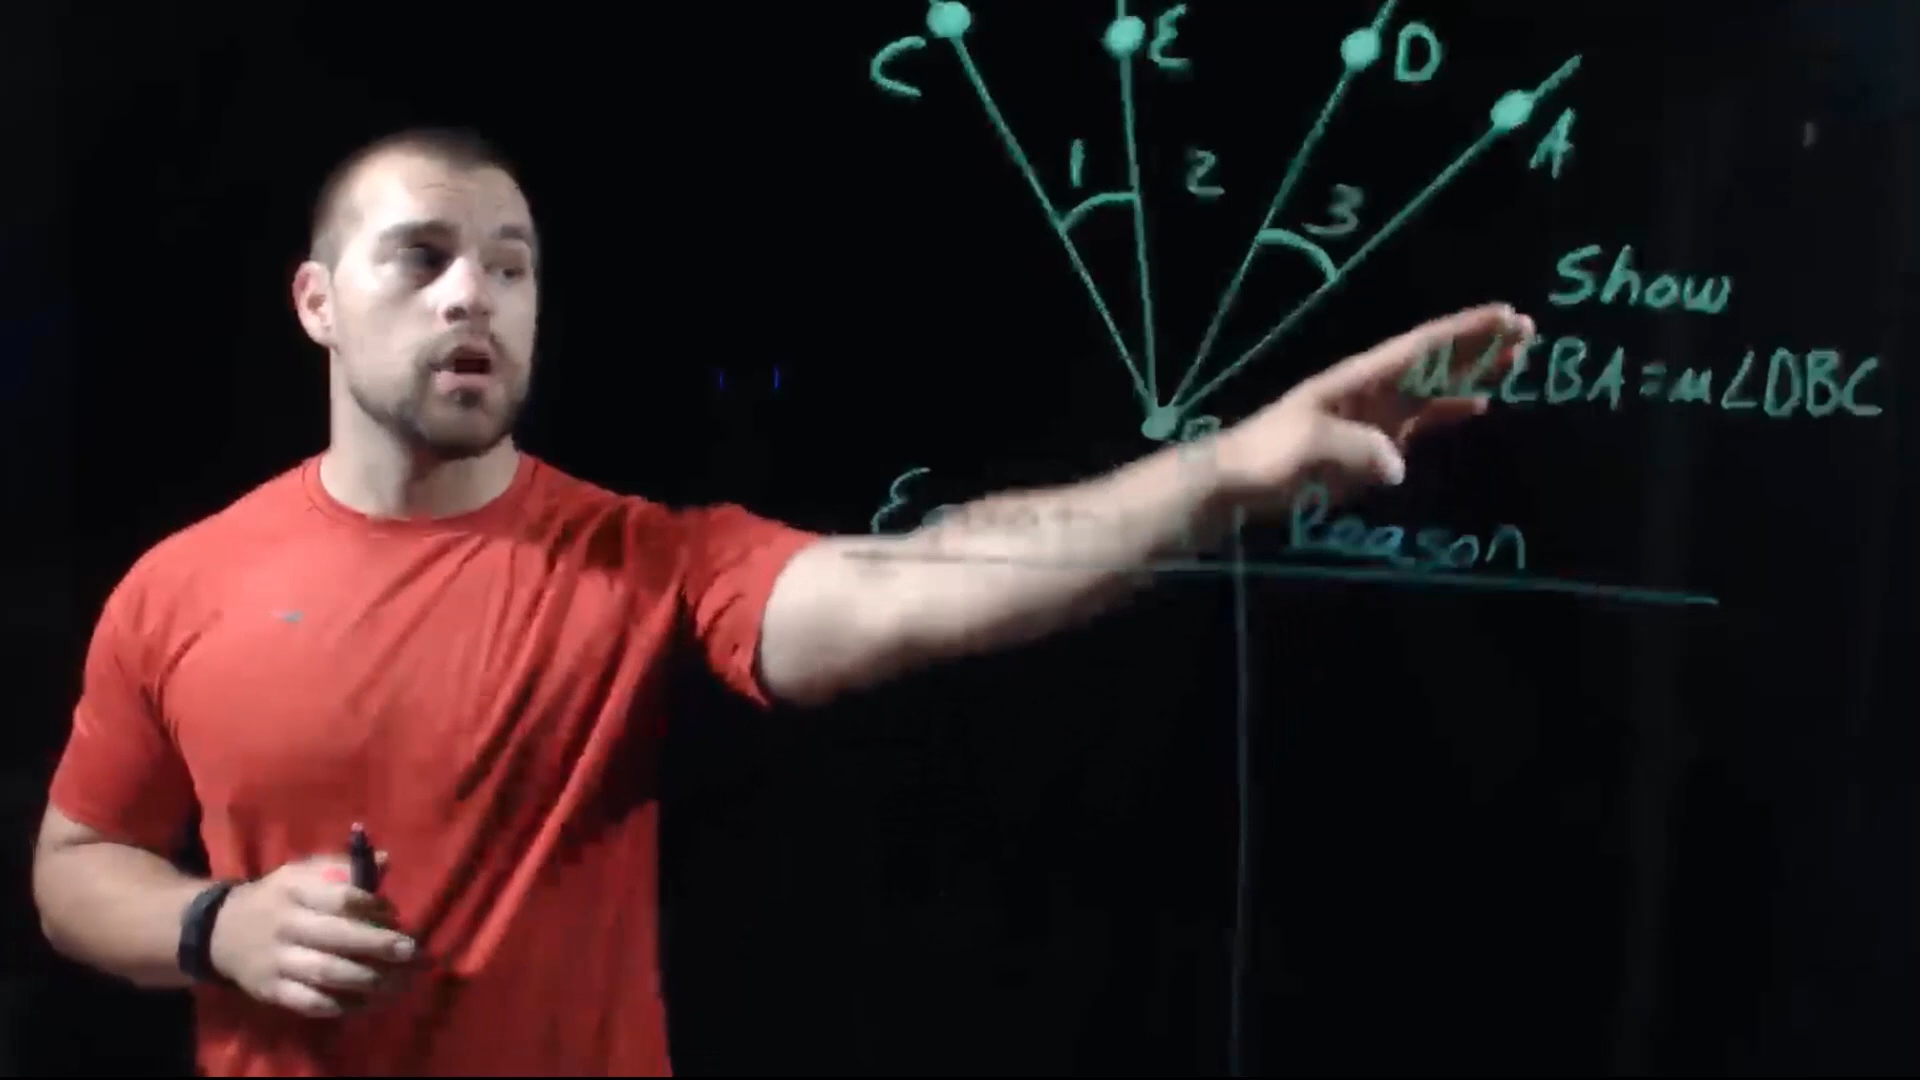 C E D A
1 2 3
Show
m∠EBA = m∠DBC
B
Reason